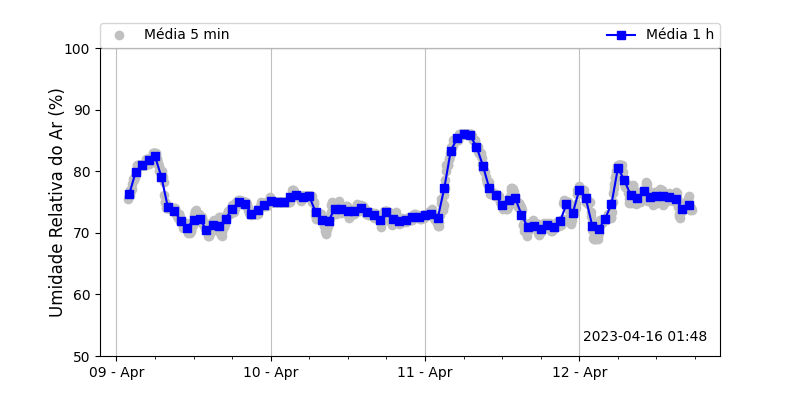 Média 5 min
Média 1 h
Umidade Relativa do Ar (%)
100
90
80
70
60
50
2023-04-16 01:48
09 - Apr
10 - Apr
11 - Apr
12 - Apr